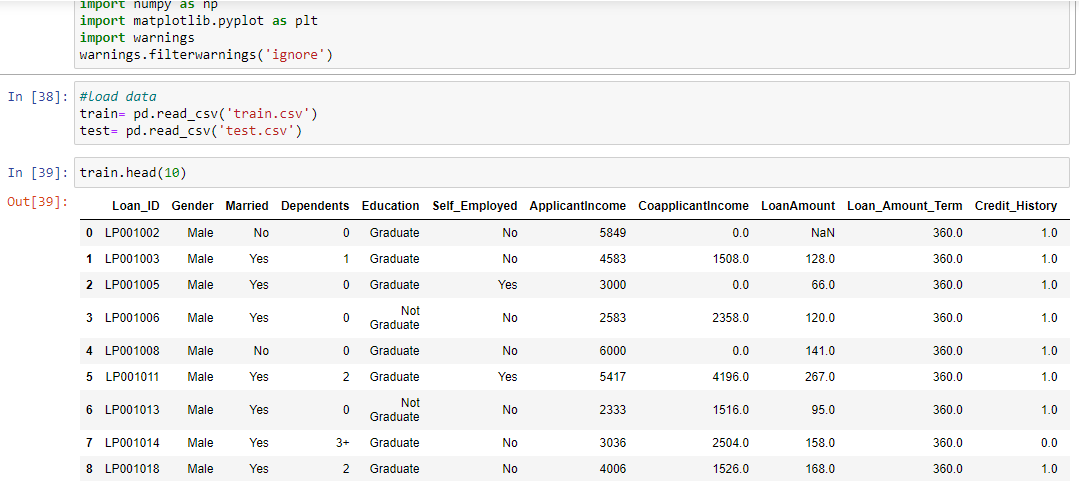 import numpy as np
import matplotlib.pyplot as plt
import warnings
warnings.filterwarnings('ignore')
In [38]: #load data
train= pd.read_csv('train.csv')
test= pd.read_csv('test.csv')
In [39]: train.head(10)
Out[39]:
Loan_ID Gender Married Dependents Education Self_Employed ApplicantIncome CoapplicantIncome LoanAmount Loan_Amount_Term Credit_History
0 LP001002 Male No 0 Graduate No 5849 0.0 NaN 360.0 1.0
1 LP001003 Male Yes 1 Graduate No 4583 1508.0 128.0 360.0 1.0
2 LP001005 Male Yes 0 Graduate Yes 3000 0.0 66.0 360.0 1.0
3 LP001006 Male Yes 0 Not Graduate No 2583 2358.0 120.0 360.0 1.0
4 LP001008 Male No 0 Graduate No 6000 0.0 141.0 360.0 1.0
5 LP001011 Male Yes 2 Graduate Yes 5417 4196.0 267.0 360.0 1.0
6 LP001013 Male Yes 0 Not Graduate No 2333 1516.0 95.0 360.0 1.0
7 LP001014 Male Yes 3+ Graduate No 3036 2504.0 158.0 360.0 0.0
8 LP001018 Male Yes 2 Graduate No 4006 1526.0 168.0 360.0 1.0